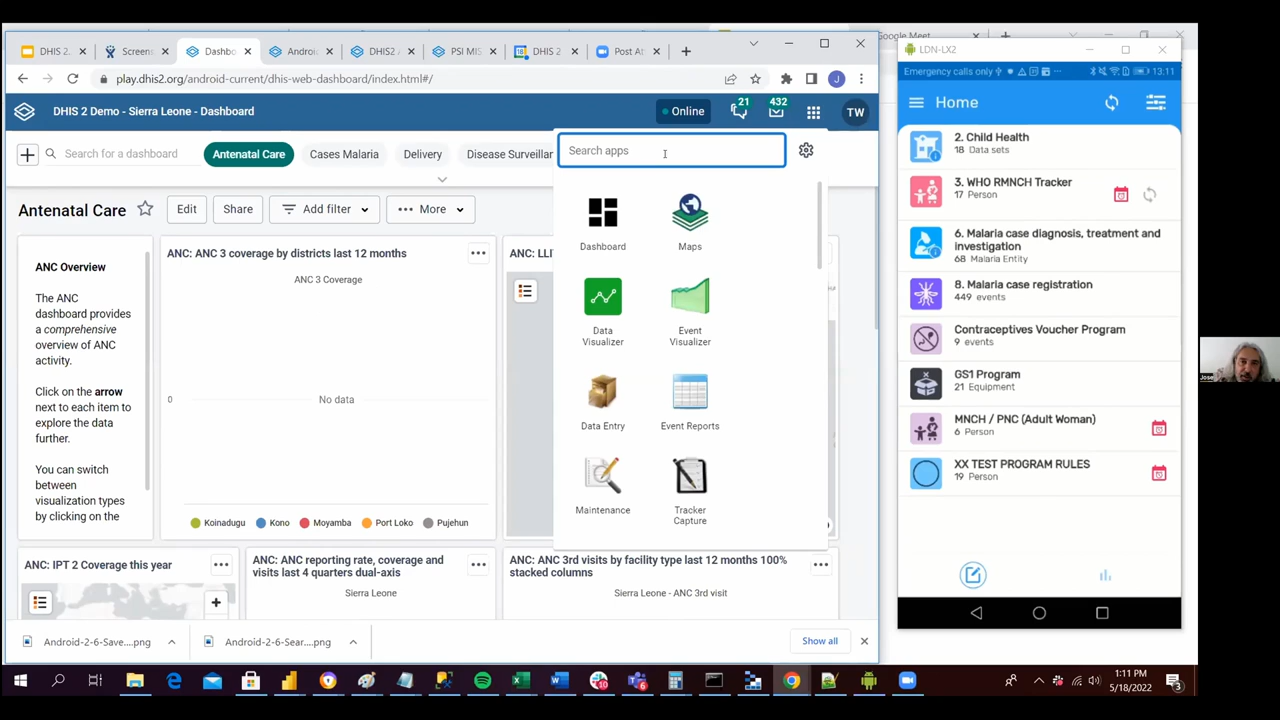 DHIS 2.
Screens
Dashbo
Android
DHIS2
PSI MIS
DHIS 2
Post At
play.dhis2.org/android-current/dhis-web-dashboard/index.html#/
J
DHIS 2 Demo - Sierra Leone - Dashboard
Online
21
432
TW
Search for a dashboard
Antenatal Care
Cases Malaria
Delivery
Disease Surveillan
Search apps
Antenatal Care
Edit
Share
Add filter
More
Dashboard
Maps
Data
Visualizer
Event
Visualizer
Data Entry
Event Reports
Maintenance
Tracker
Capture
ANC Overview
The ANC
dashboard provides
a comprehensive
overview of ANC
activity.
Click on the arrow
next to each item to
explore the data
further.
You can switch
between
visualization types
by clicking on the
ANC: ANC 3 coverage by districts last 12 months
ANC 3 Coverage
0
No data
Koinadugu
Kono
Moyamba
Port Loko
Pujehun
ANC: LLI
ANC: IPT 2 Coverage this year
ANC: ANC reporting rate, coverage and
visits last 4 quarters dual-axis
Sierra Leone
ANC: ANC 3rd visits by facility type last 12 months 100%
stacked columns
Sierra Leone - ANC 3rd visit
Android-2-6-Save....png
Android-2-6-Sear....png
Show all
1:11 PM
5/18/2022
3
Google Meet
LDN-LX2
Emergency calls only
13:11
Home
2. Child Health
18 Data sets
3. WHO RMNCH Tracker
17 Person
6. Malaria case diagnosis, treatment and
investigation
68 Malaria Entity
8. Malaria case registration
449 events
Contraceptives Voucher Program
9 events
GS1 Program
21 Equipment
MNCH / PNC (Adult Woman)
6 Person
XX TEST PROGRAM RULES
19 Person
Jose